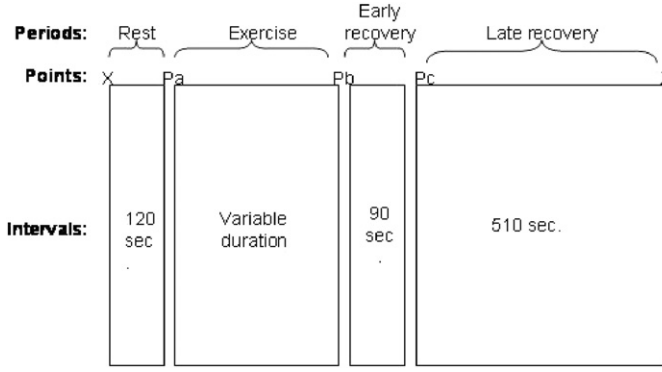 Periods: Rest Exercise Early recovery Late recovery
Points: X Pa Pb Pc
Intervals: 120 sec . Variable duration 90 sec . 510 sec.